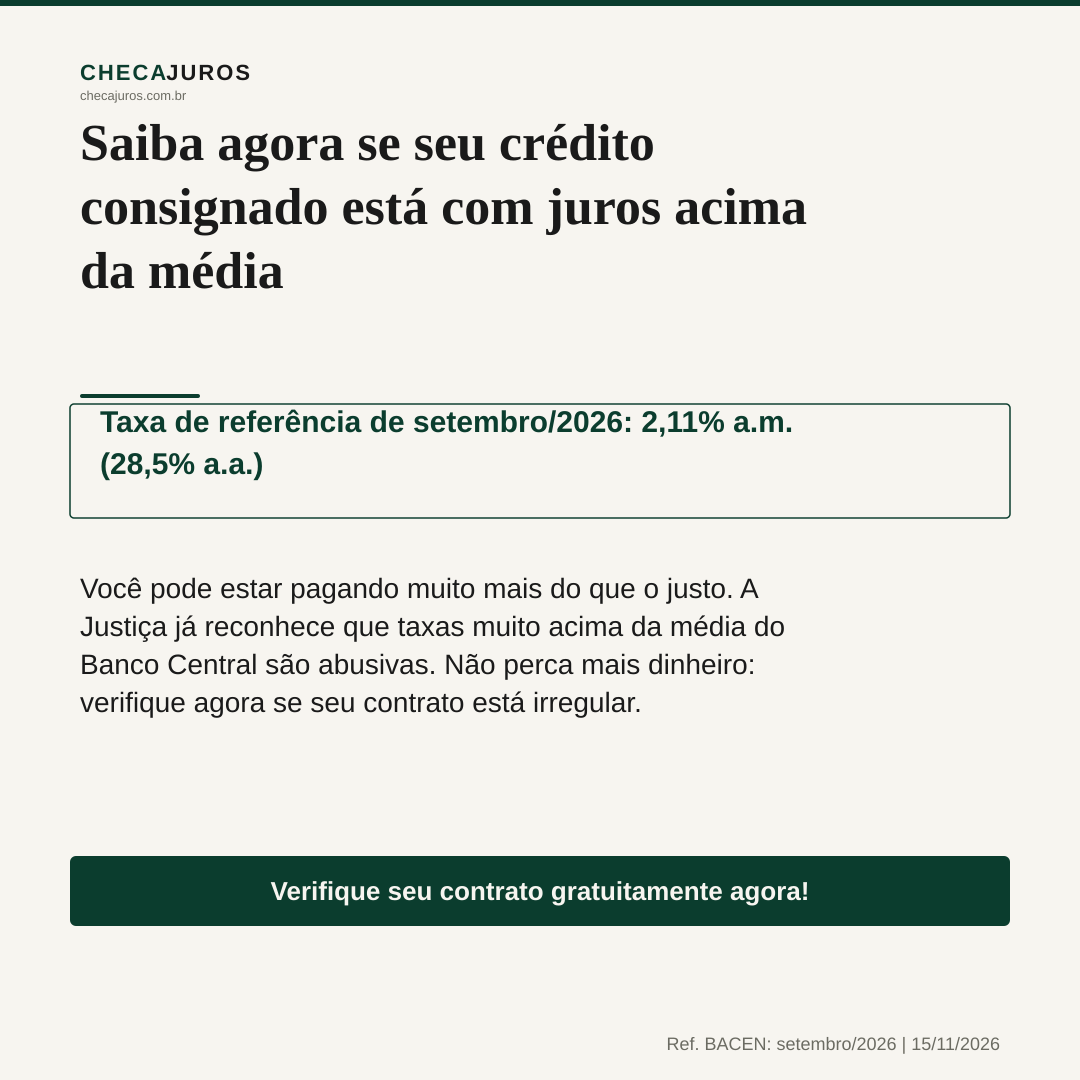 CHECAJUROS
checajuros.com.br
Saiba agora se seu crédito
consignado está com juros acima
da média
Taxa de referência de setembro/2026: 2,11% a.m.
(28,5% a.a.)
Você pode estar pagando muito mais do que o justo. A
Justiça já reconhece que taxas muito acima da média do
Banco Central são abusivas. Não perca mais dinheiro:
verifique agora se seu contrato está irregular.
Verifique seu contrato gratuitamente agora!
Ref. BACEN: setembro/2026 | 15/11/2026